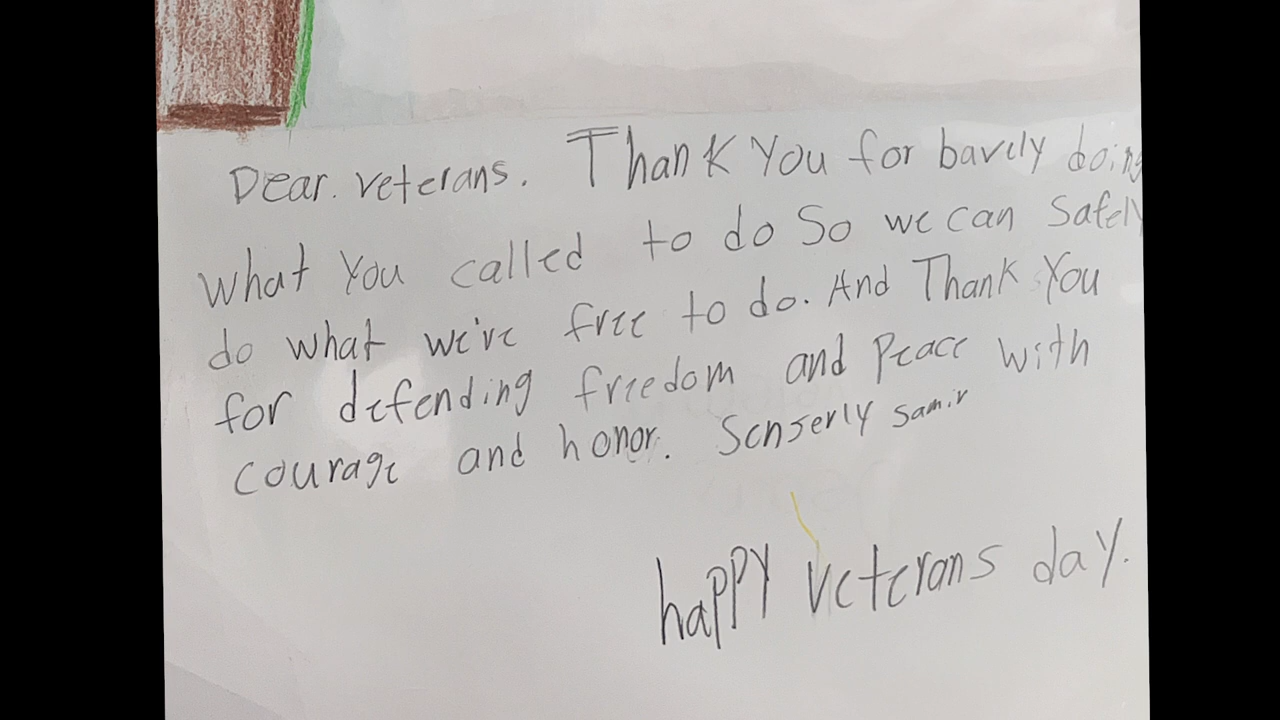 Dear. veterans. Thank You for bavely doing
what You called to do So we can Safely
do what we've free to do. And Thank You
for defending freedom and Peace with
courage and honor. Senserly samir
happy veterans day.